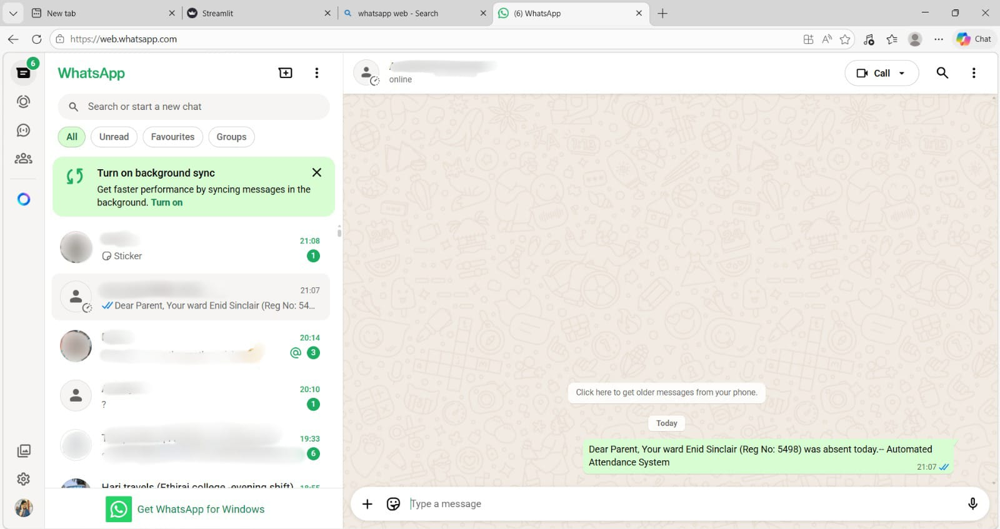 New tab
Streamlit
whatsapp web - Search
(6) WhatsApp
https://web.whatsapp.com
Chat
6
WhatsApp
online
Call
Search or start a new chat
All
Unread
Favourites
Groups
Turn on background sync
Get faster performance by syncing messages in the
background. Turn on
21:08
Sticker
1
21:07
Dear Parent, Your ward Enid Sinclair (Reg No: 54...
20:14
@ 3
20:10
?
1
19:33
6
Hari travels (Ethiraj college -evening shift)
18:55
Get WhatsApp for Windows
Click here to get older messages from your phone.
Today
Dear Parent, Your ward Enid Sinclair (Reg No: 5498) was absent today.-- Automated
Attendance System
21:07
Type a message